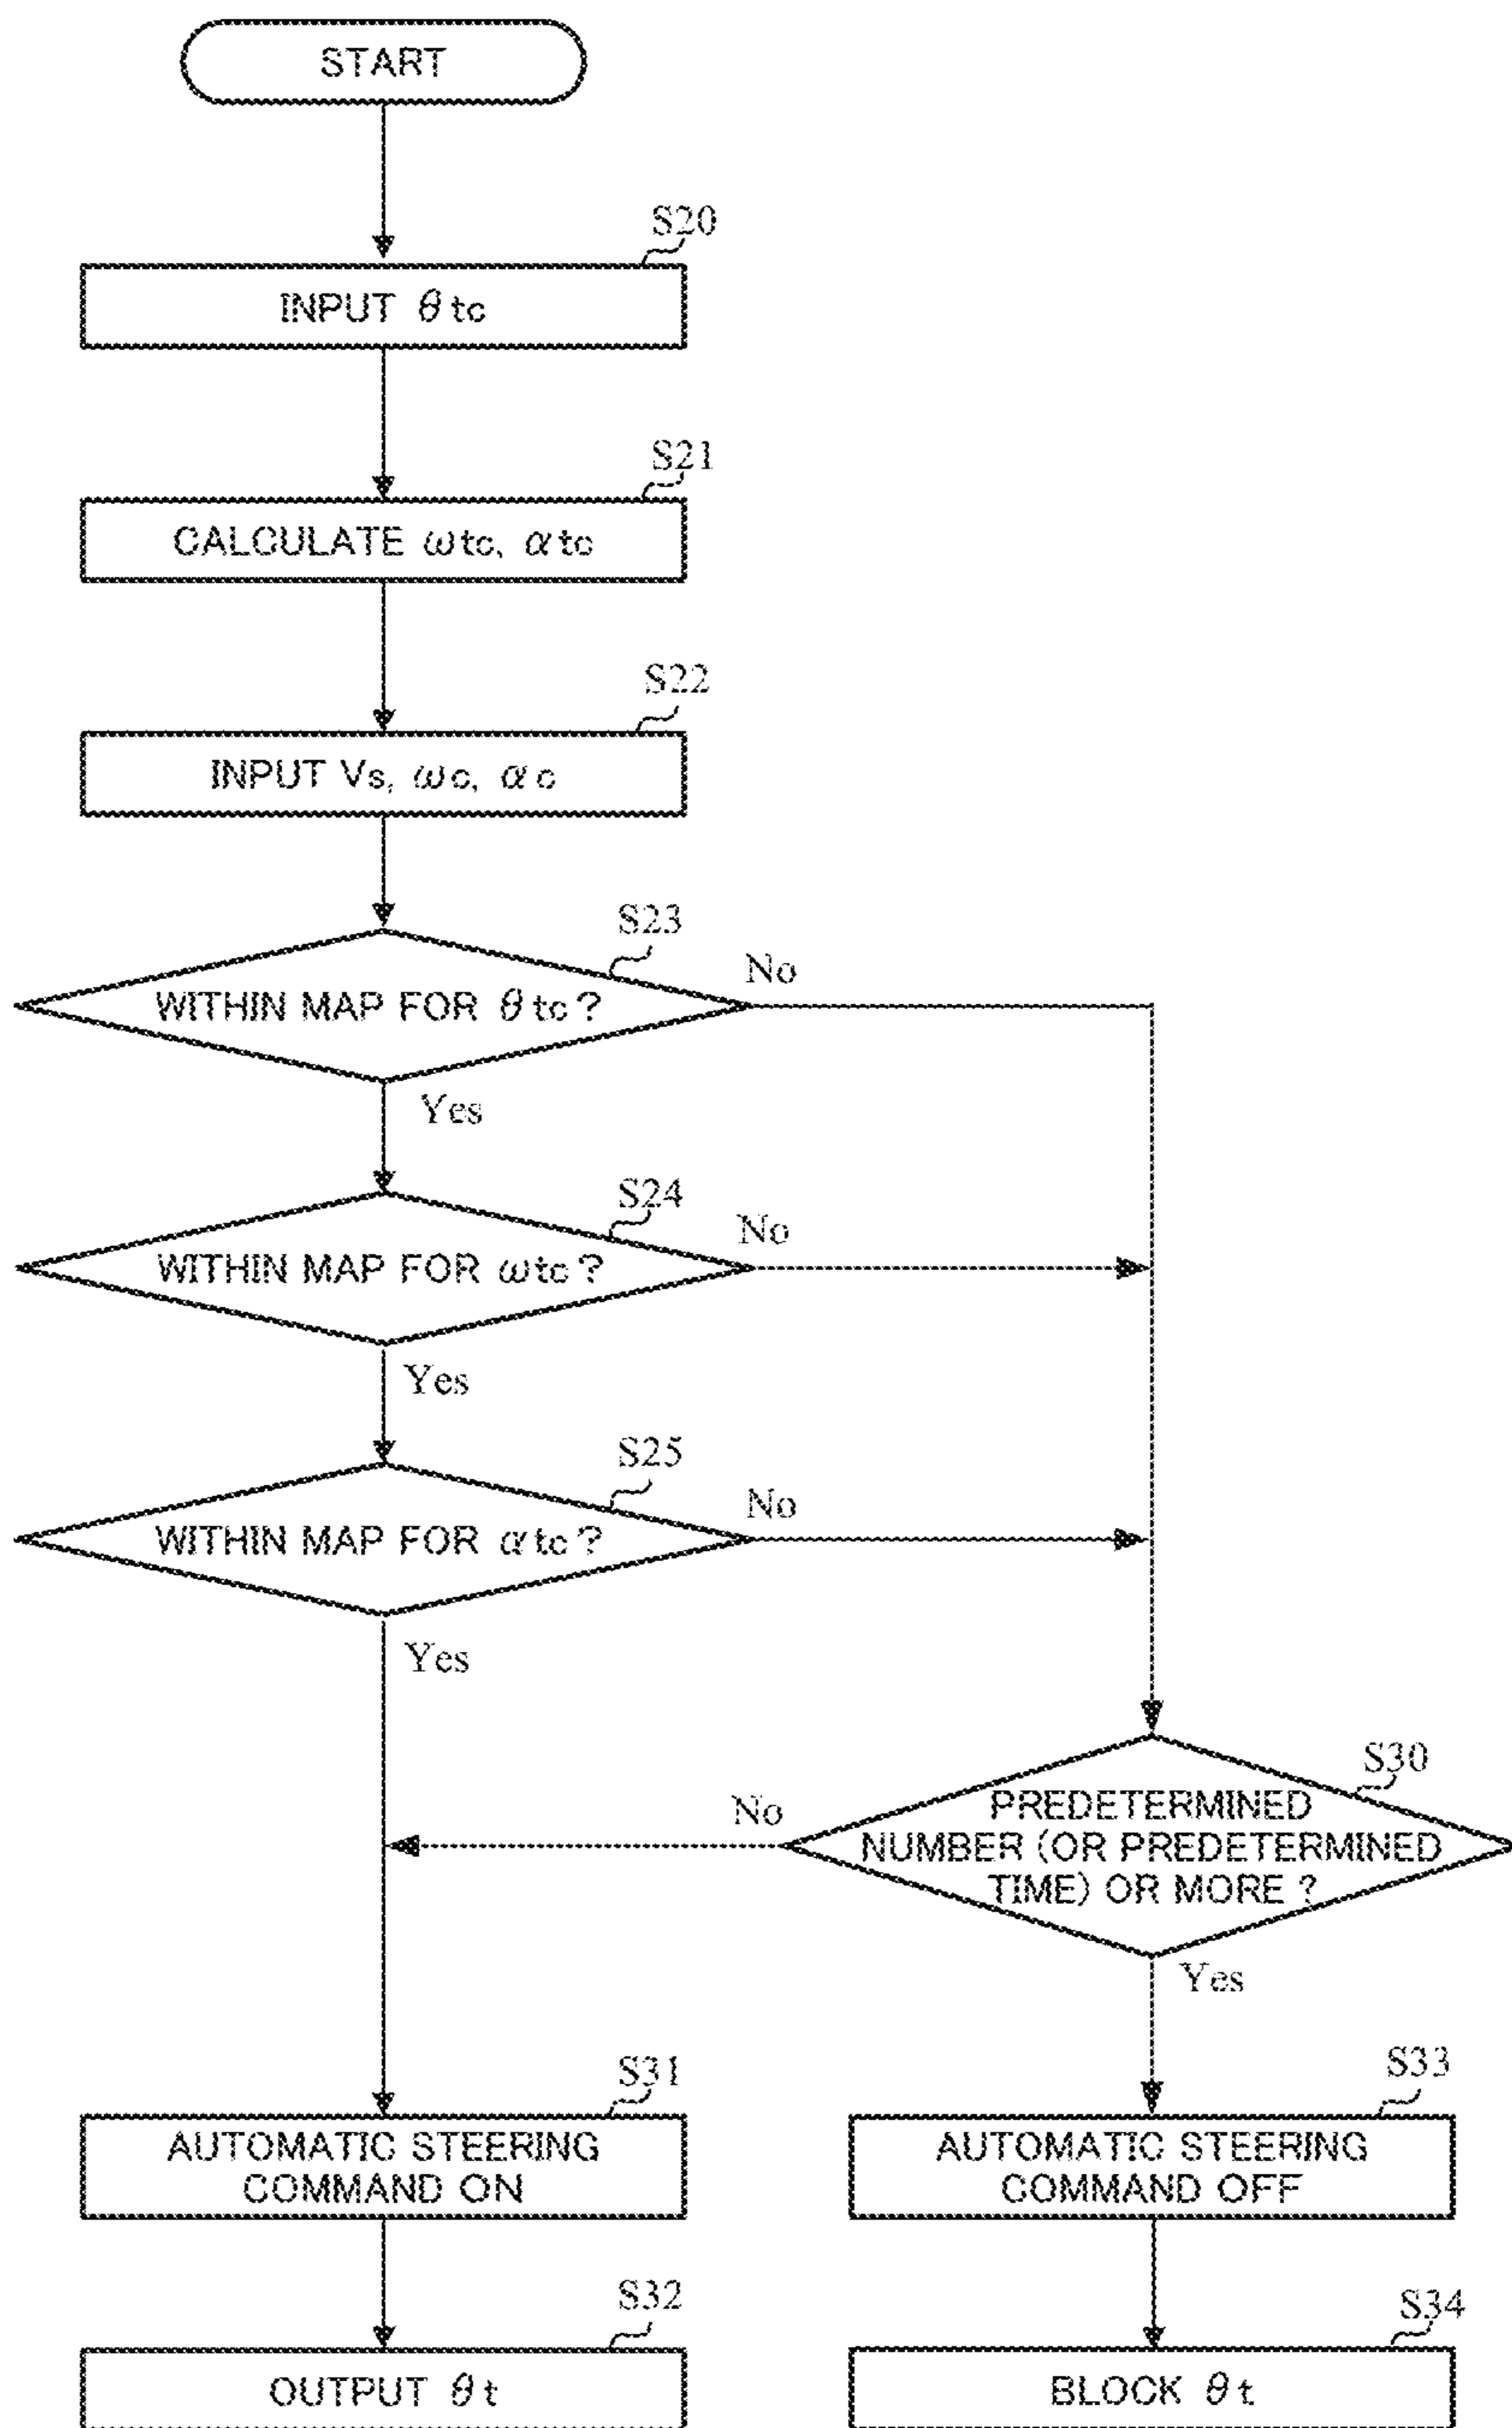 START
S20
INPUT θtc
S21
CALCULATE ωtc, αtc
S22
INPUT Vs, ωc, αc
S23
No
WITHIN MAP FOR θtc?
Yes
S24
No
WITHIN MAP FOR ωtc?
Yes
S25
No
WITHIN MAP FOR αtc?
Yes
S30
No
PREDETERMINED
NUMBER (OR PREDETERMINED
TIME) OR MORE ?
Yes
S31
AUTOMATIC STEERING
COMMAND ON
S33
AUTOMATIC STEERING
COMMAND OFF
S32
OUTPUT θt
S34
BLOCK θt